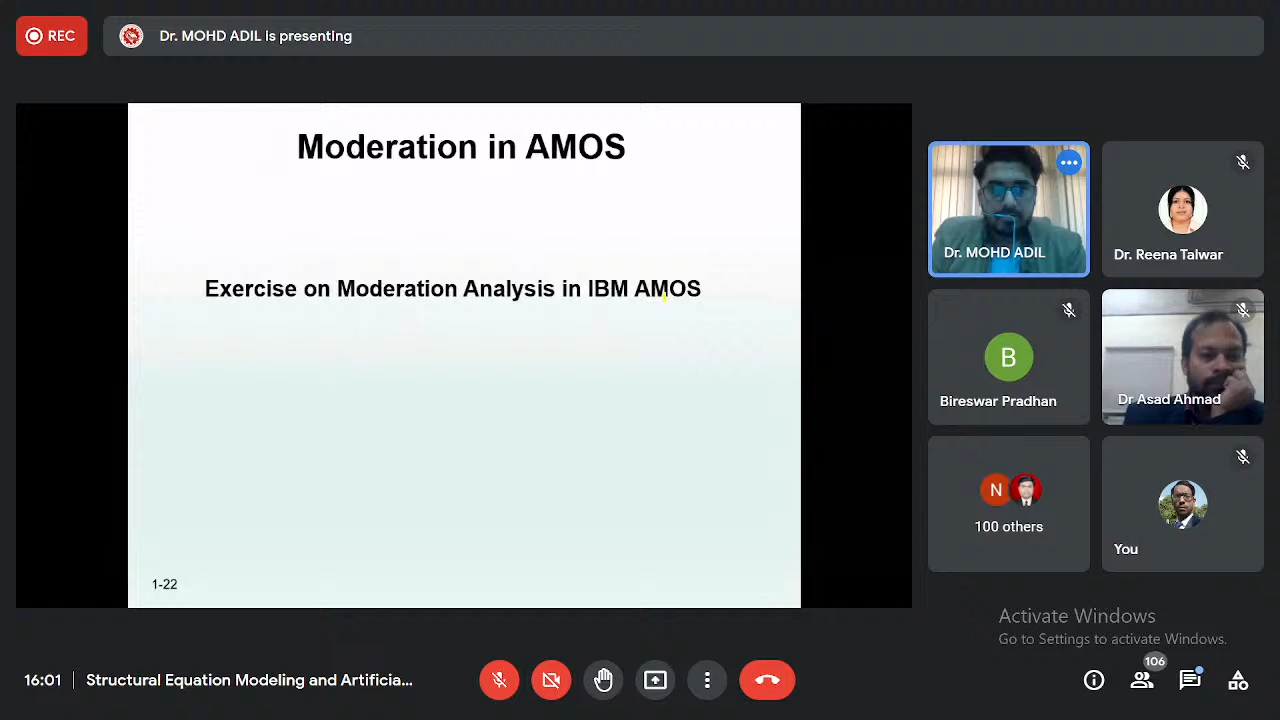 REC
Dr. MOHD ADIL is presenting
Moderation in AMOS
Exercise on Moderation Analysis in IBM AMOS
1-22
Dr. MOHD ADIL
Dr. Reena Talwar
B
Bireswar Pradhan
Dr Asad Ahmad
N
100 others
You
Activate Windows
Go to Settings to activate Windows.
16:01
Structural Equation Modeling and Artificia...
106